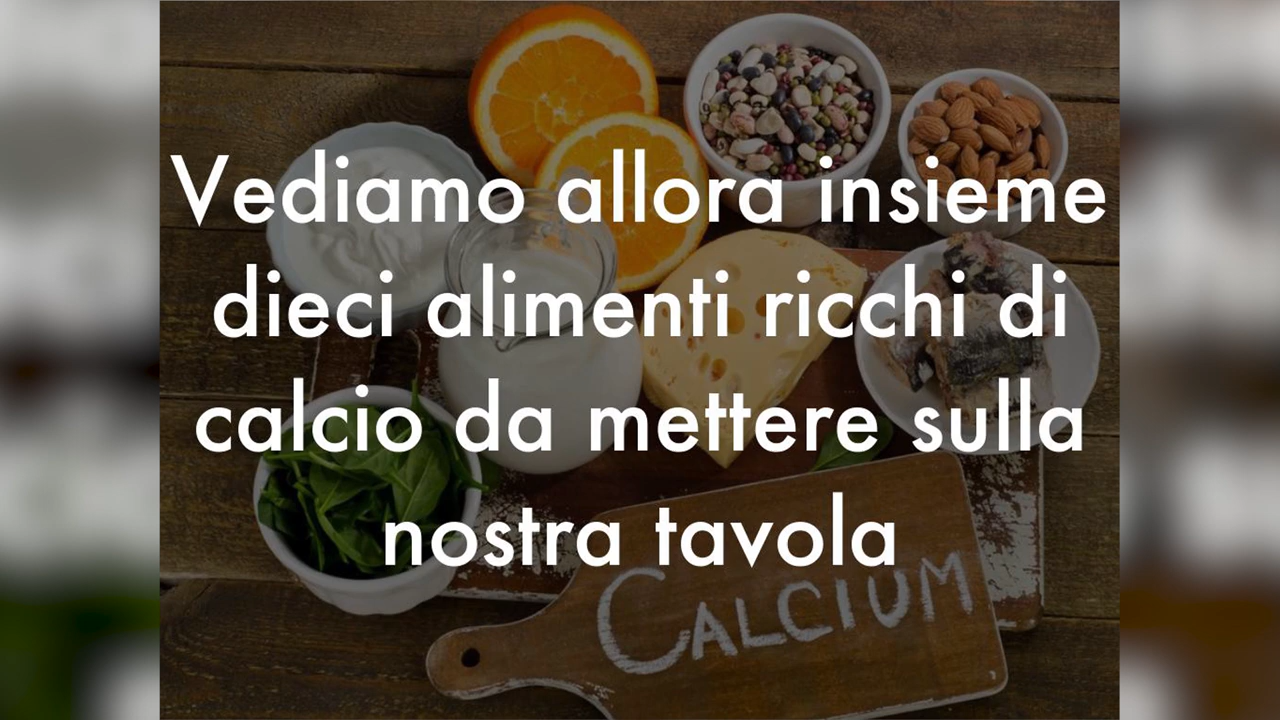 Vediamo allora insieme
dieci alimenti ricchi di
calcio da mettere sulla
nostra tavola
CALCIUM